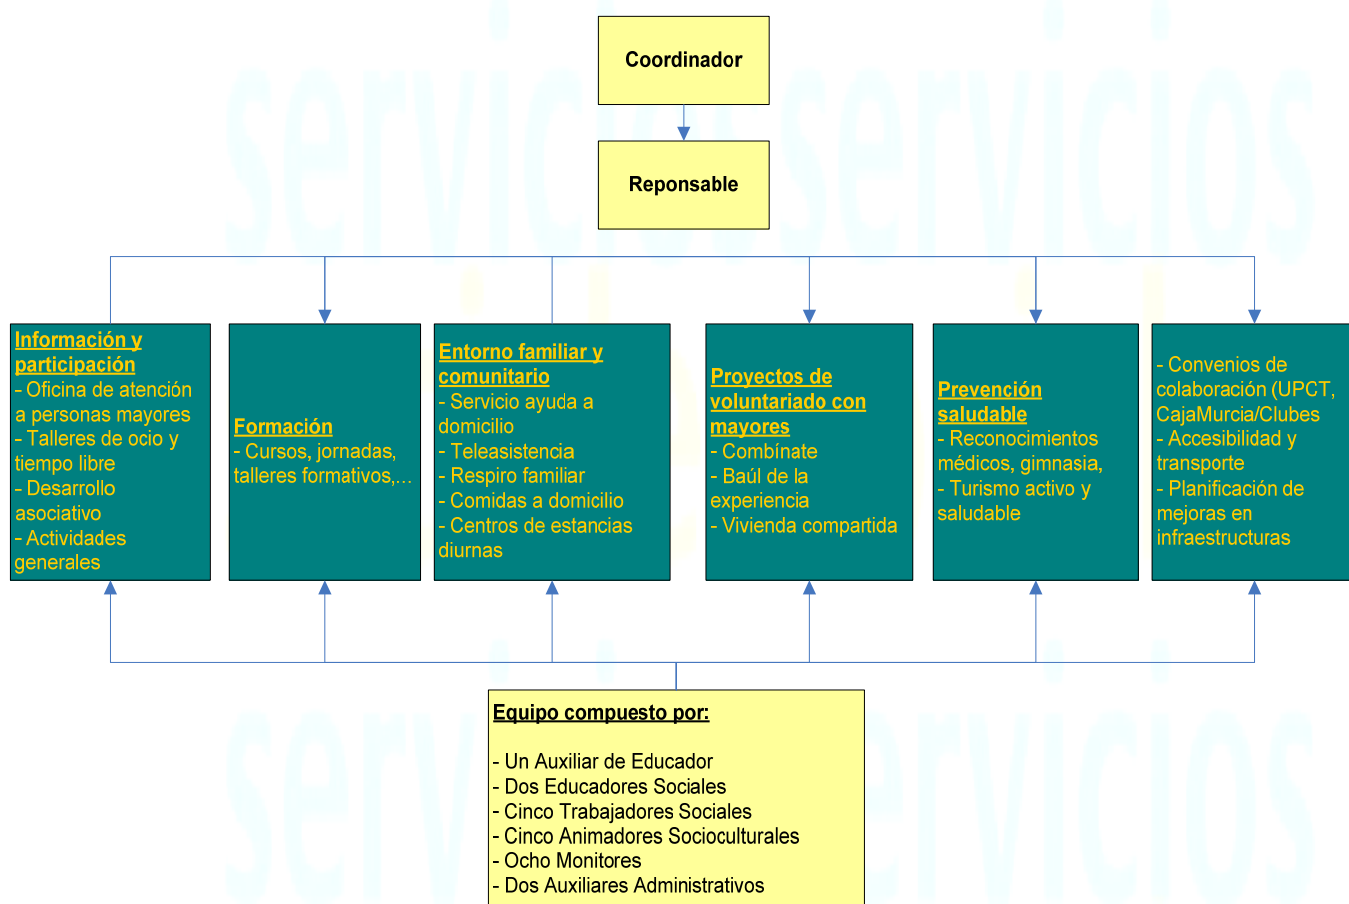 Coordinador
Reponsable
Información y
participación
- Oficina de atención
a personas mayores
- Talleres de ocio y
tiempo libre
- Desarrollo
asociativo
- Actividades
generales
Formación
- Cursos, jornadas,
talleres formativos,...
Entorno familiar y
comunitario
- Servicio ayuda a
domicilio
- Teleasistencia
- Respiro familiar
- Comidas a domicilio
- Centros de estancias
diurnas
Proyectos de
voluntariado con
mayores
- Combínate
- Baúl de la
experiencia
- Vivienda compartida
Prevención
saludable
- Reconocimientos
médicos, gimnasia,
- Turismo activo y
saludable
- Convenios de
colaboración (UPCT,
CajaMurcia/Clubes
- Accesibilidad y
transporte
- Planificación de
mejoras en
infraestructuras
Equipo compuesto por:
- Un Auxiliar de Educador
- Dos Educadores Sociales
- Cinco Trabajadores Sociales
- Cinco Animadores Socioculturales
- Ocho Monitores
- Dos Auxiliares Administrativos
servicios servicios
servicios servicios